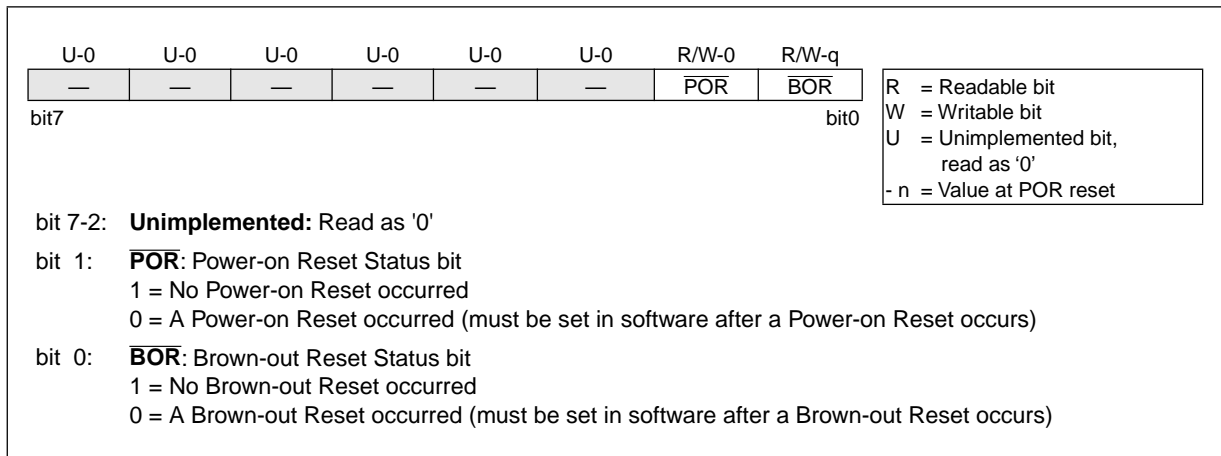 U-0 U-0 U-0 U-0 U-0 U-0 R/W-0 R/W-q
— — — — — — P̅O̅R̅ B̅O̅R̅
bit7 bit0
R = Readable bit
W = Writable bit
U = Unimplemented bit,
read as ‘0’
- n = Value at POR reset
bit 7-2: Unimplemented: Read as '0'
bit 1: P̅O̅R̅: Power-on Reset Status bit
1 = No Power-on Reset occurred
0 = A Power-on Reset occurred (must be set in software after a Power-on Reset occurs)
bit 0: B̅O̅R̅: Brown-out Reset Status bit
1 = No Brown-out Reset occurred
0 = A Brown-out Reset occurred (must be set in software after a Brown-out Reset occurs)